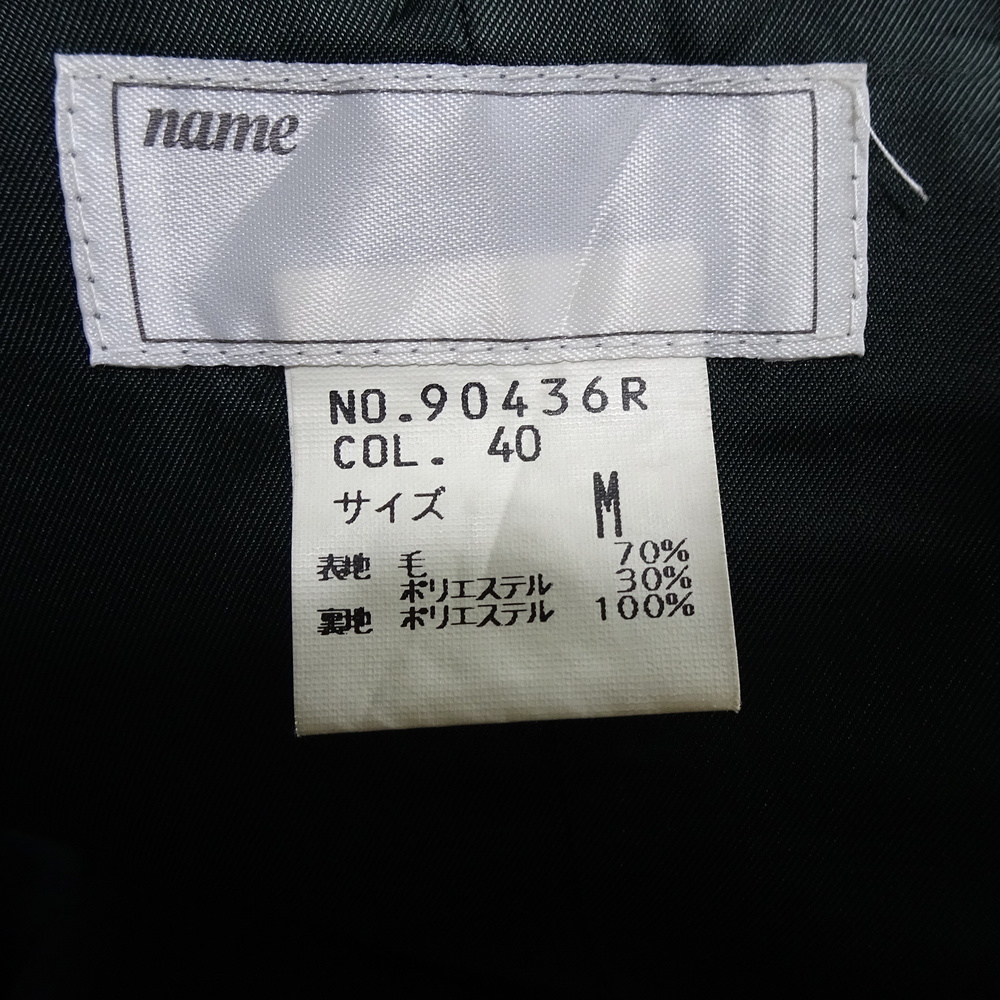 name
NO.90436R
COL. 40
サイズ M
表地 毛 70%
ポリエステル 30%
裏地 ポリエステル 100%